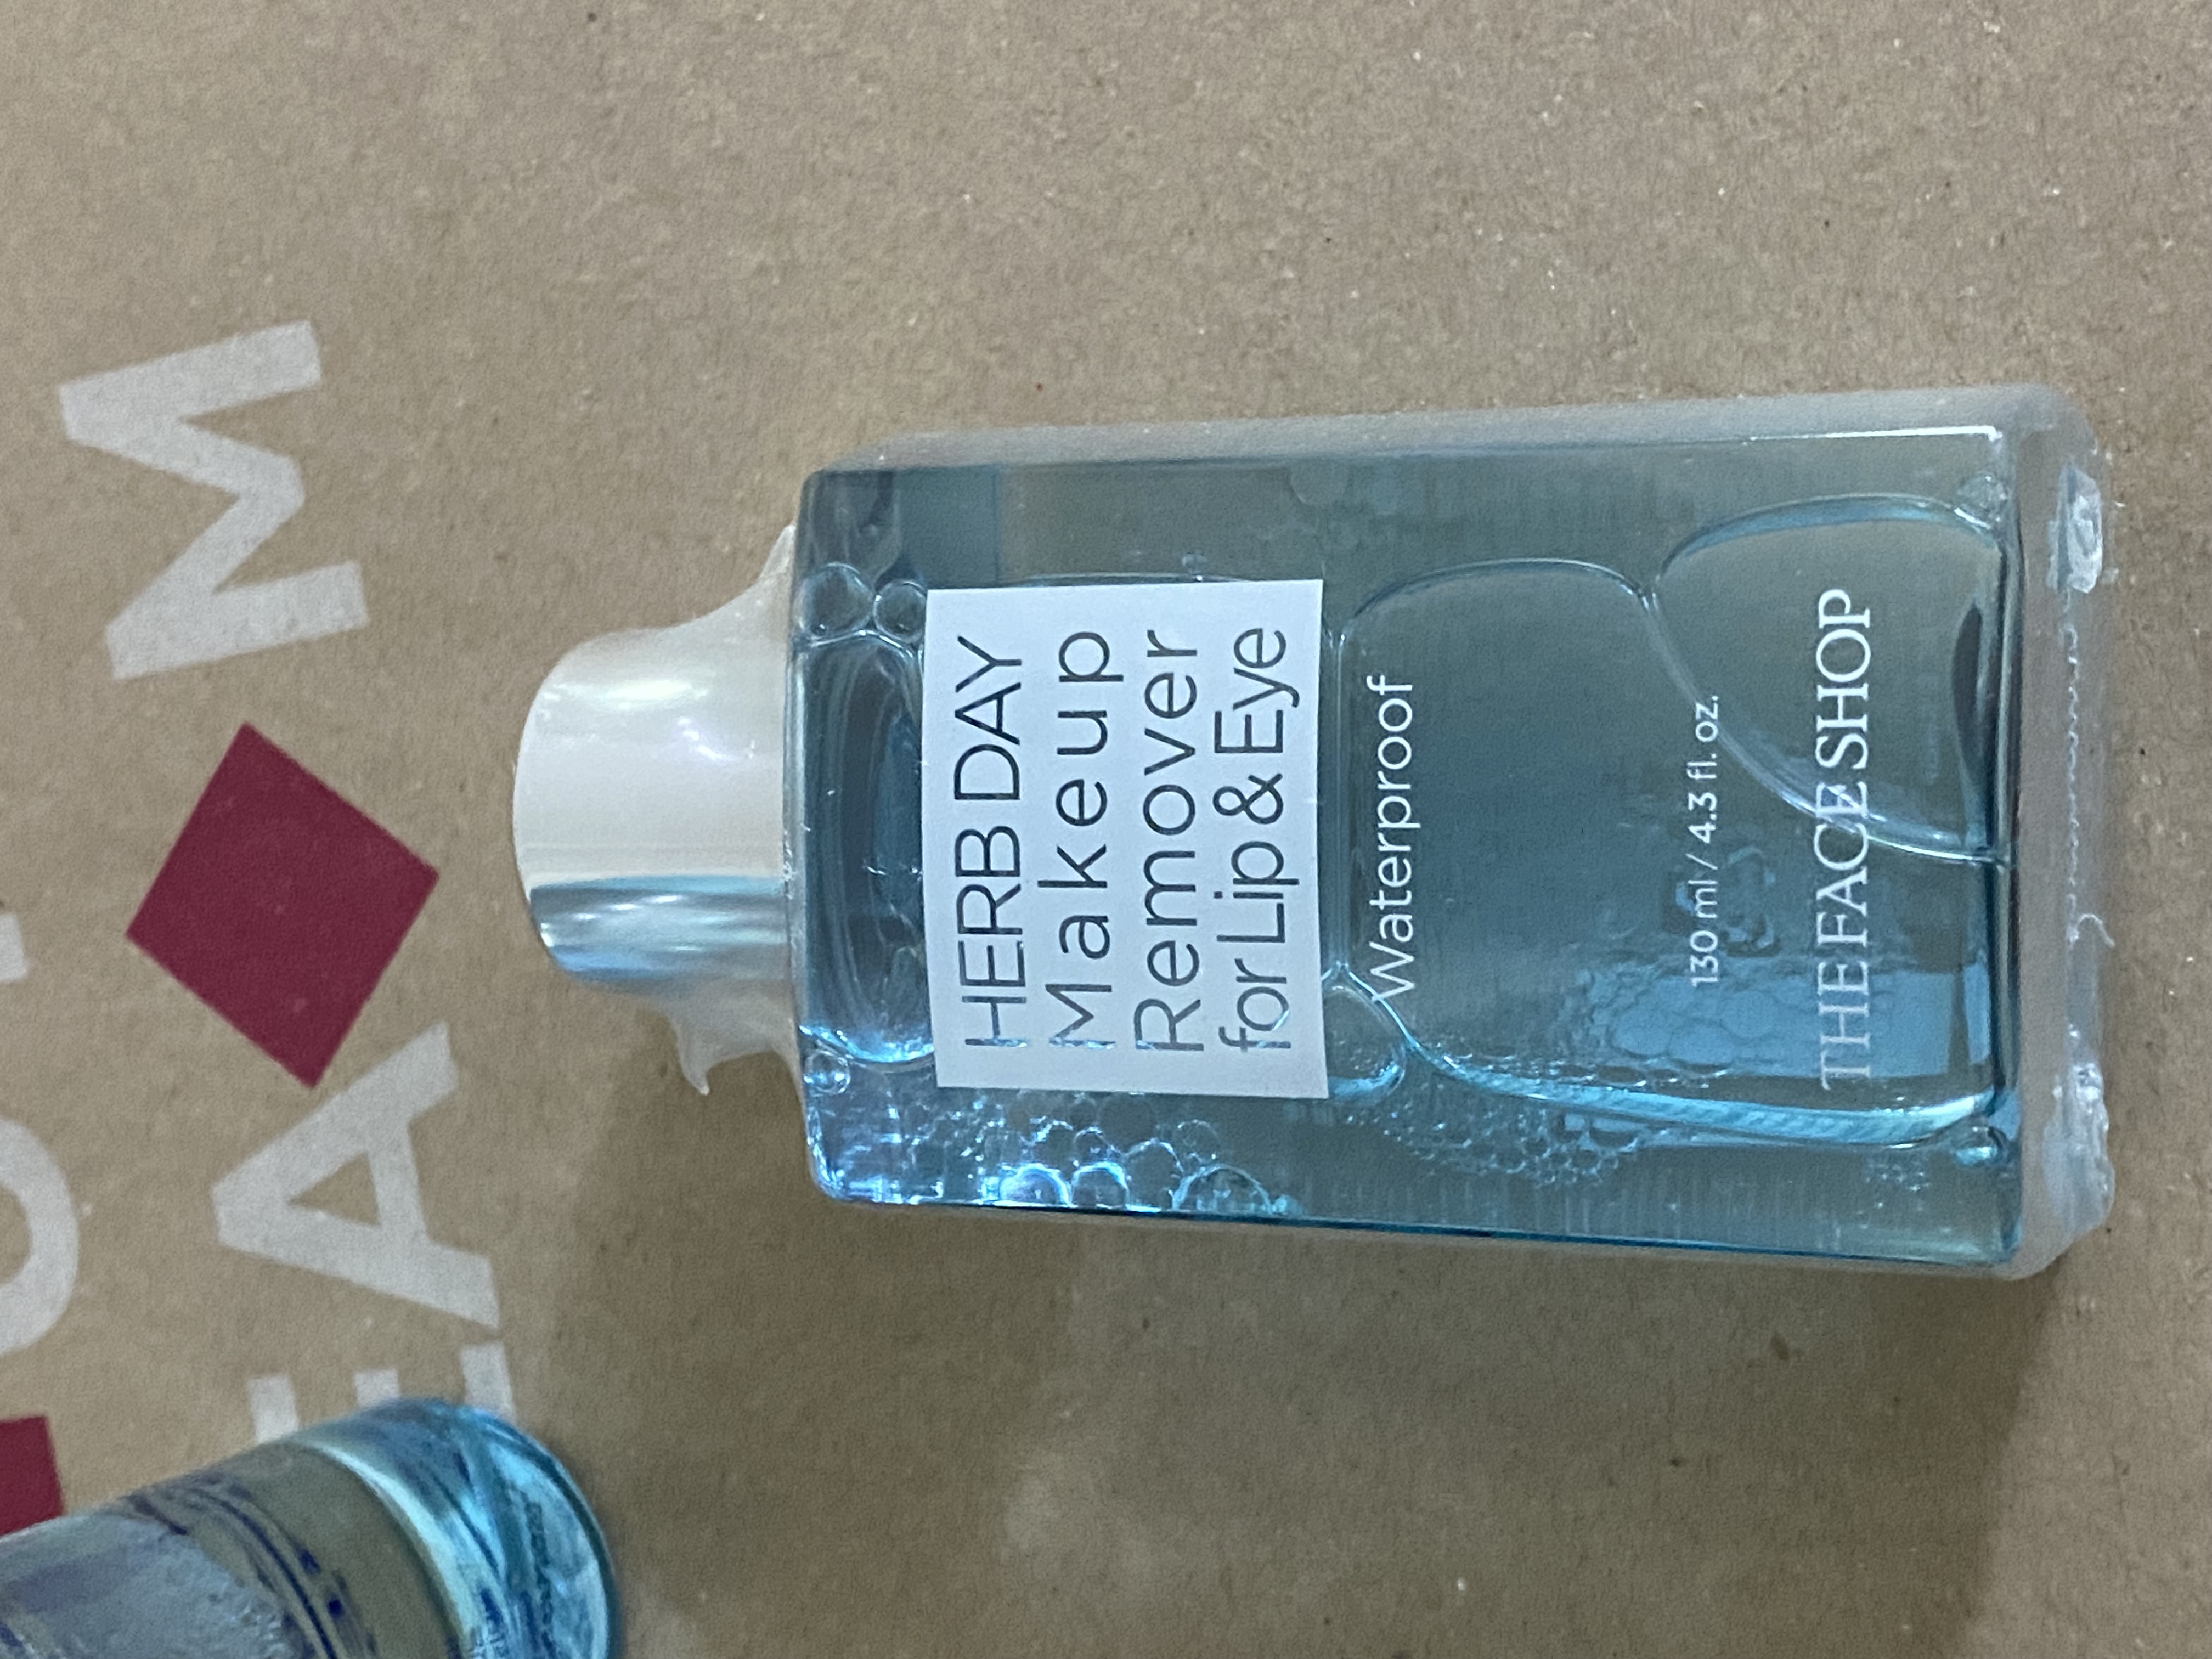 HERB DAY
Makeup
Remover
for Lip & Eye
Waterproof
130 ml / 4.3 fl. oz.
THE FACE SHOP